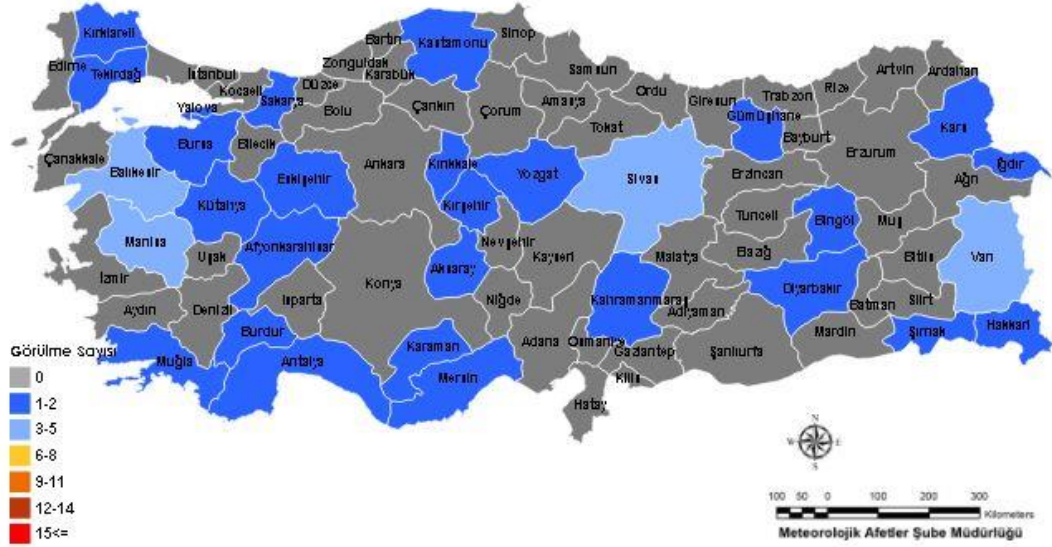 Kırklareli
Edirne
Tekirdağ
İstanbul
Kocaeli
Yalova
Sakarya
Düzce
Zonguldak
Bartın
Karabük
Kastamonu
Sinop
Bolu
Çankırı
Çorum
Samsun
Amasya
Ordu
Tokat
Giresun
Gümüşhane
Trabzon
Bayburt
Rize
Artvin
Ardahan
Kars
Iğdır
Ağrı
Erzurum
Erzincan
Çanakkale
Balıkesir
Bursa
Bilecik
Eskişehir
Ankara
Kırıkkale
Kırşehir
Yozgat
Sivas
Kütahya
Manisa
Uşak
Afyonkarahisar
İzmir
Aydın
Denizli
Isparta
Burdur
Muğla
Antalya
Konya
Aksaray
Nevşehir
Niğde
Kayseri
Karaman
Mersin
Adana
Osmaniye
Hatay
Kilis
Gaziantep
Kahramanmaraş
Malatya
Adıyaman
Şanlıurfa
Tunceli
Elazığ
Bingöl
Muş
Bitlis
Van
Diyarbakır
Batman
Siirt
Mardin
Şırnak
Hakkari
Görülme Sayısı
0
1-2
3-5
6-8
9-11
12-14
15<=
N
W E
S
100 50 0 100 200 300
Kilometers
Meteorolojik Afetler Şube Müdürlüğü